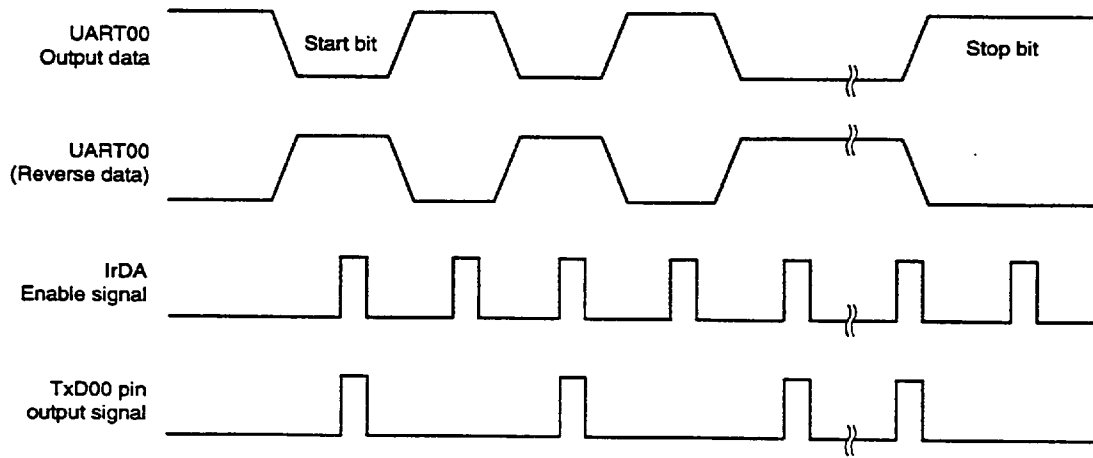 UART00
Output data
Start bit
Stop bit
UART00
(Reverse data)
IrDA
Enable signal
TxD00 pin
output signal